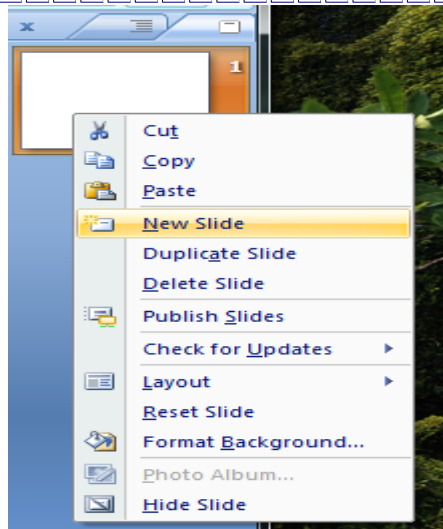 x
1
Cut
Copy
Paste
New Slide
Duplicate Slide
Delete Slide
Publish Slides
Check for Updates
Layout
Reset Slide
Format Background...
Photo Album...
Hide Slide